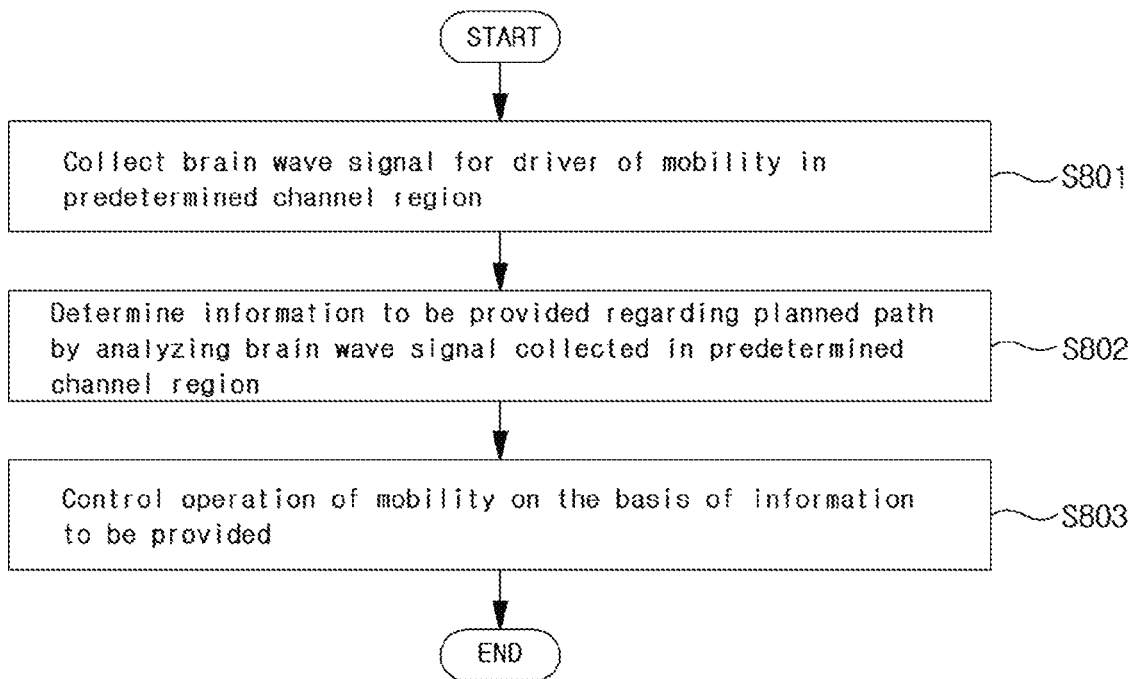 START
Collect brain wave signal for driver of mobility in
predetermined channel region
S801
Determine information to be provided regarding planned path
by analyzing brain wave signal collected in predetermined
channel region
S802
Control operation of mobility on the basis of information
to be provided
S803
END